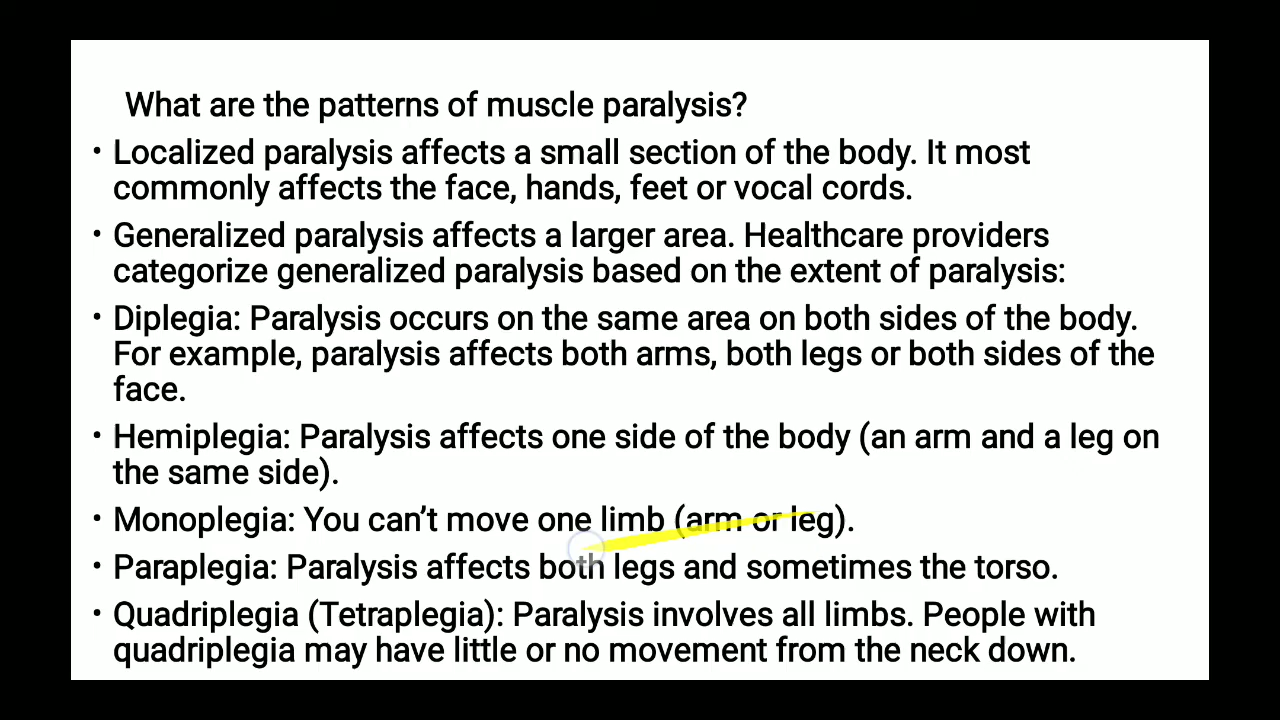 What are the patterns of muscle paralysis?
• Localized paralysis affects a small section of the body. It most
commonly affects the face, hands, feet or vocal cords.
• Generalized paralysis affects a larger area. Healthcare providers
categorize generalized paralysis based on the extent of paralysis:
• Diplegia: Paralysis occurs on the same area on both sides of the body.
For example, paralysis affects both arms, both legs or both sides of the
face.
• Hemiplegia: Paralysis affects one side of the body (an arm and a leg on
the same side).
• Monoplegia: You can’t move one limb (arm or leg).
• Paraplegia: Paralysis affects both legs and sometimes the torso.
• Quadriplegia (Tetraplegia): Paralysis involves all limbs. People with
quadriplegia may have little or no movement from the neck down.